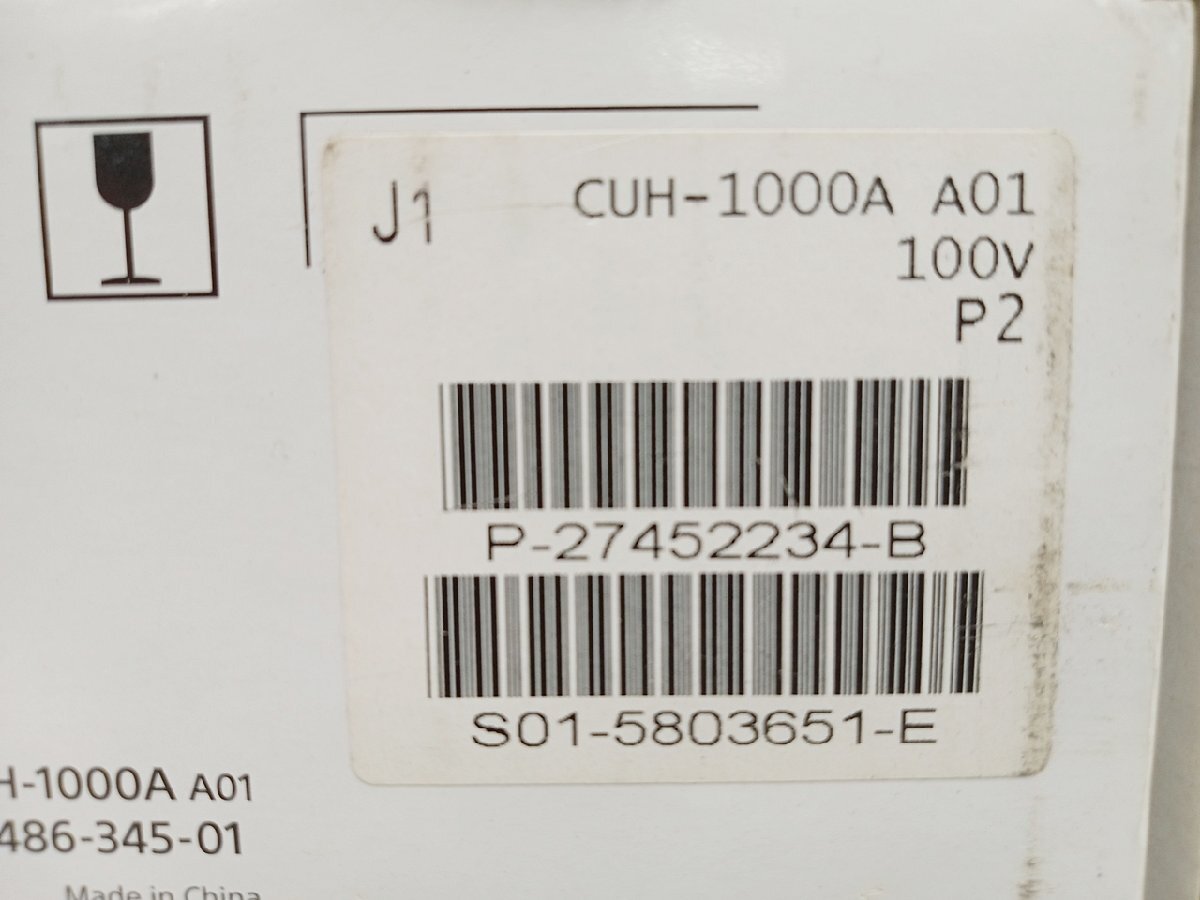 J1 CUH-1000A A01
100V
P2
P-27452234-B
S01-5803651-E
H-1000A A01
486-345-01
Made in China